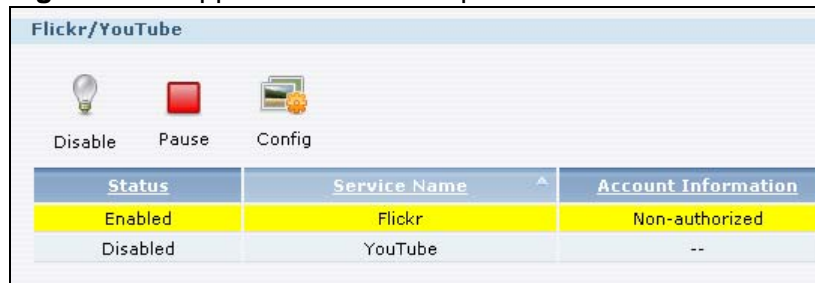 Flickr/YouTube
Disable Pause Config
Status Service Name Account Information
Enabled Flickr Non-authorized
Disabled YouTube --